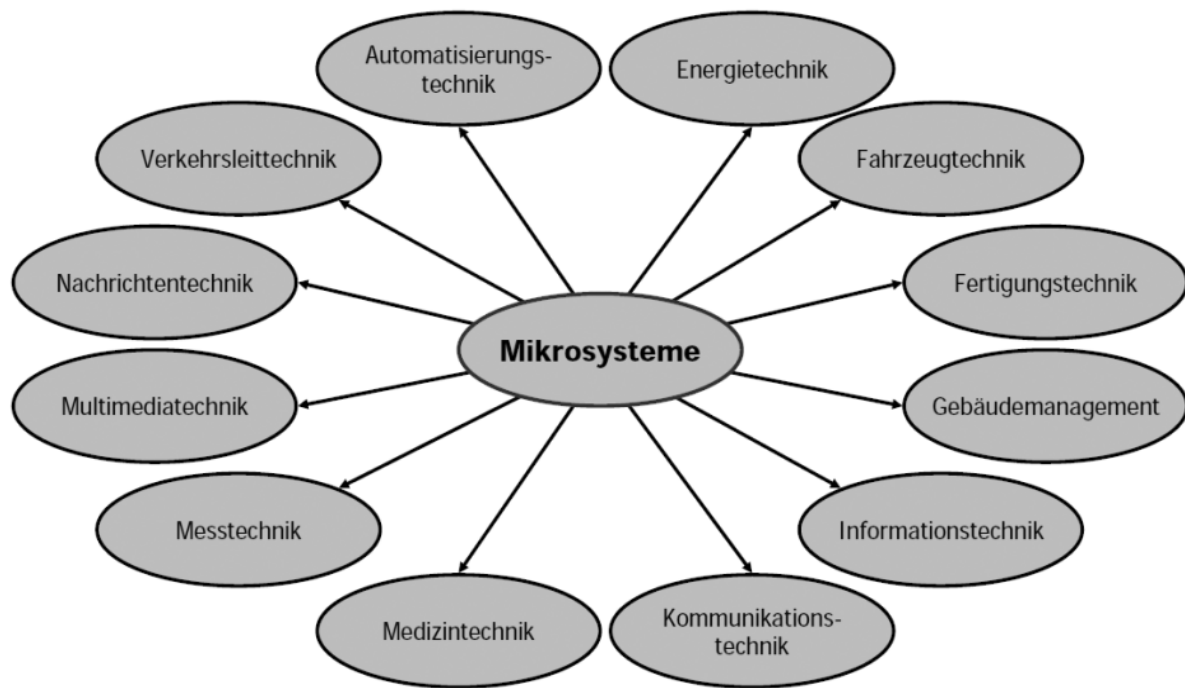 Automatisierungs-
technik
Energietechnik
Verkehrsleittechnik
Fahrzeugtechnik
Nachrichtentechnik
Fertigungstechnik
Mikrosysteme
Multimediatechnik
Gebäudemanagement
Messtechnik
Informationstechnik
Medizintechnik
Kommunikations-
technik